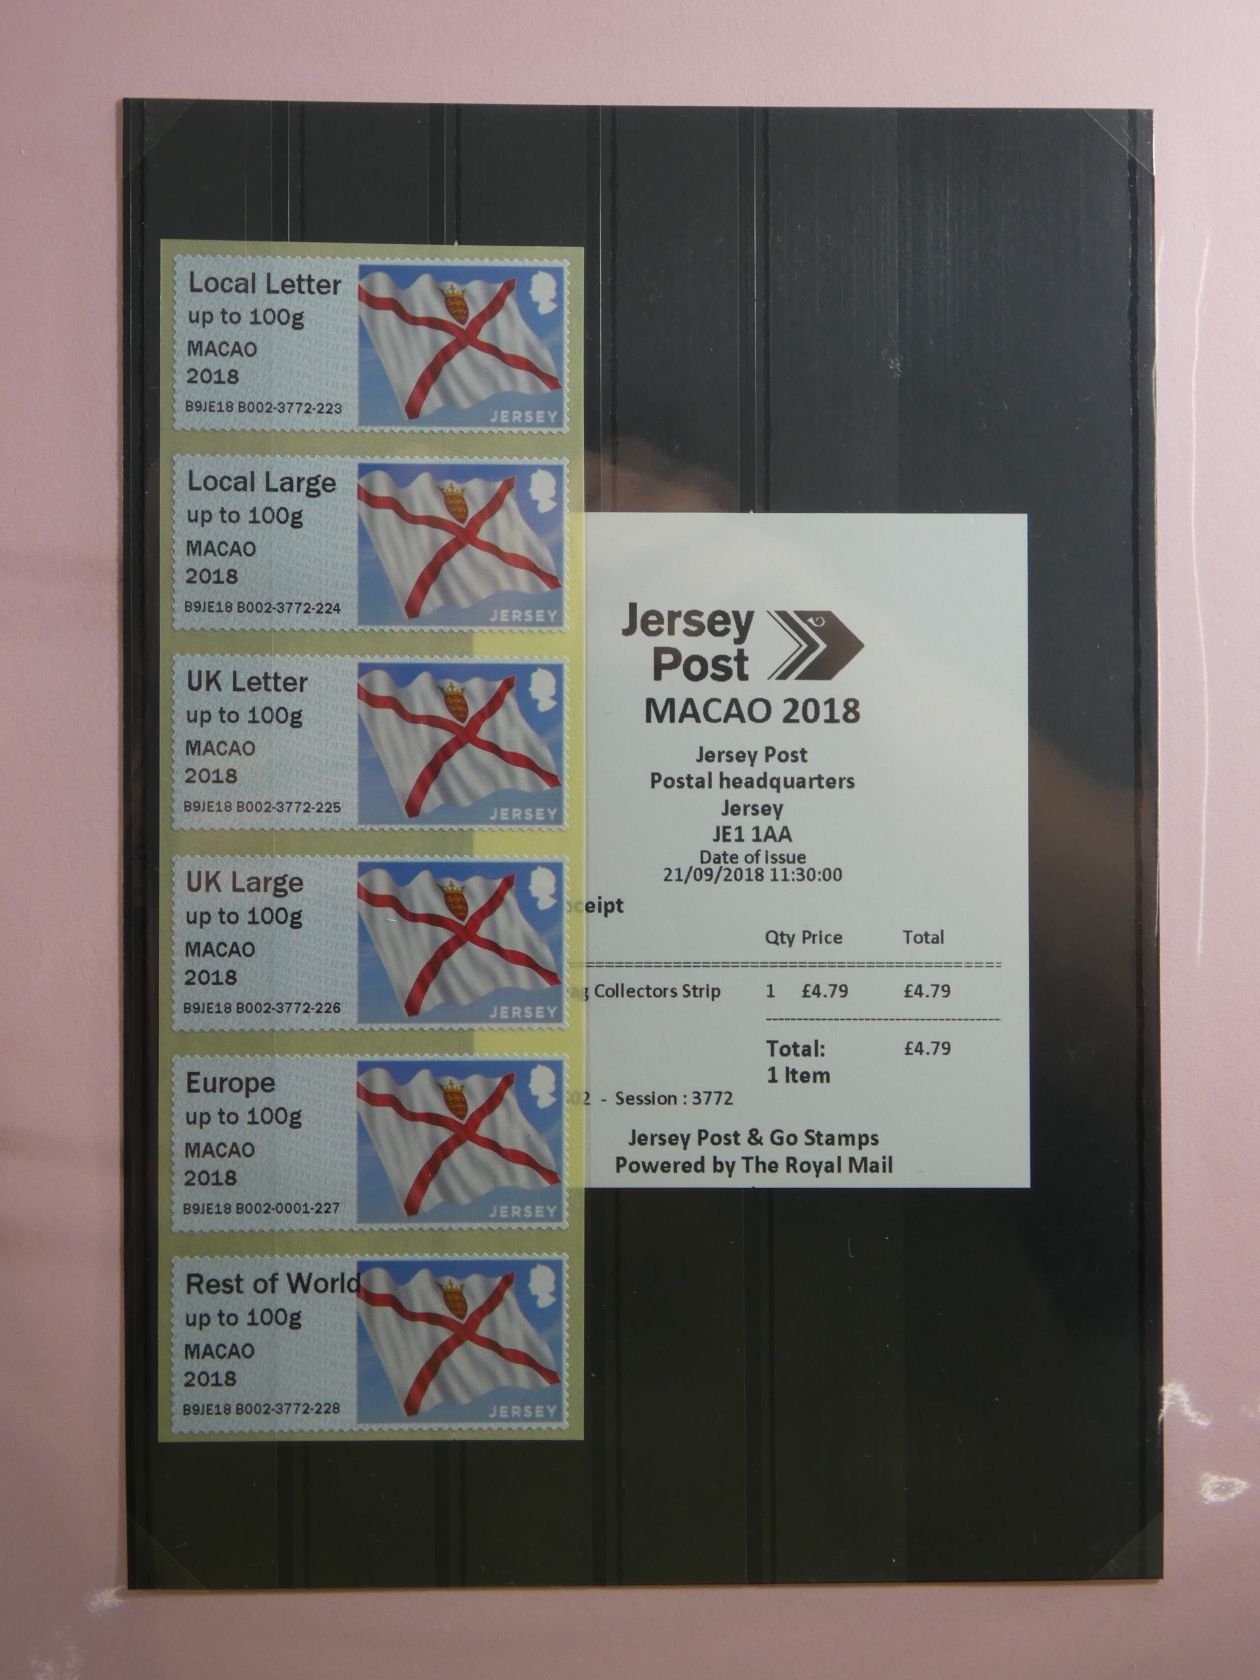 Local Letter
up to 100g
MACAO
2018
B9JE18 B002-3772-223
JERSEY
Local Large
up to 100g
MACAO
2018
B9JE18 B002-3772-224
JERSEY
UK Letter
up to 100g
MACAO
2018
B9JE18 B002-3772-225
JERSEY
UK Large
up to 100g
MACAO
2018
B9JE18 B002-3772-226
JERSEY
Europe
up to 100g
MACAO
2018
B9JE18 B002-0001-227
JERSEY
Rest of World
up to 100g
MACAO
2018
B9JE18 B002-3772-228
JERSEY
Jersey
Post
MACAO 2018
Jersey Post
Postal headquarters
Jersey
JE1 1AA
Date of issue
21/09/2018 11:30:00
Qty Price Total
Collectors Strip 1 £4.79 £4.79
Total: £4.79
1 Item
- Session : 3772
Jersey Post & Go Stamps
Powered by The Royal Mail